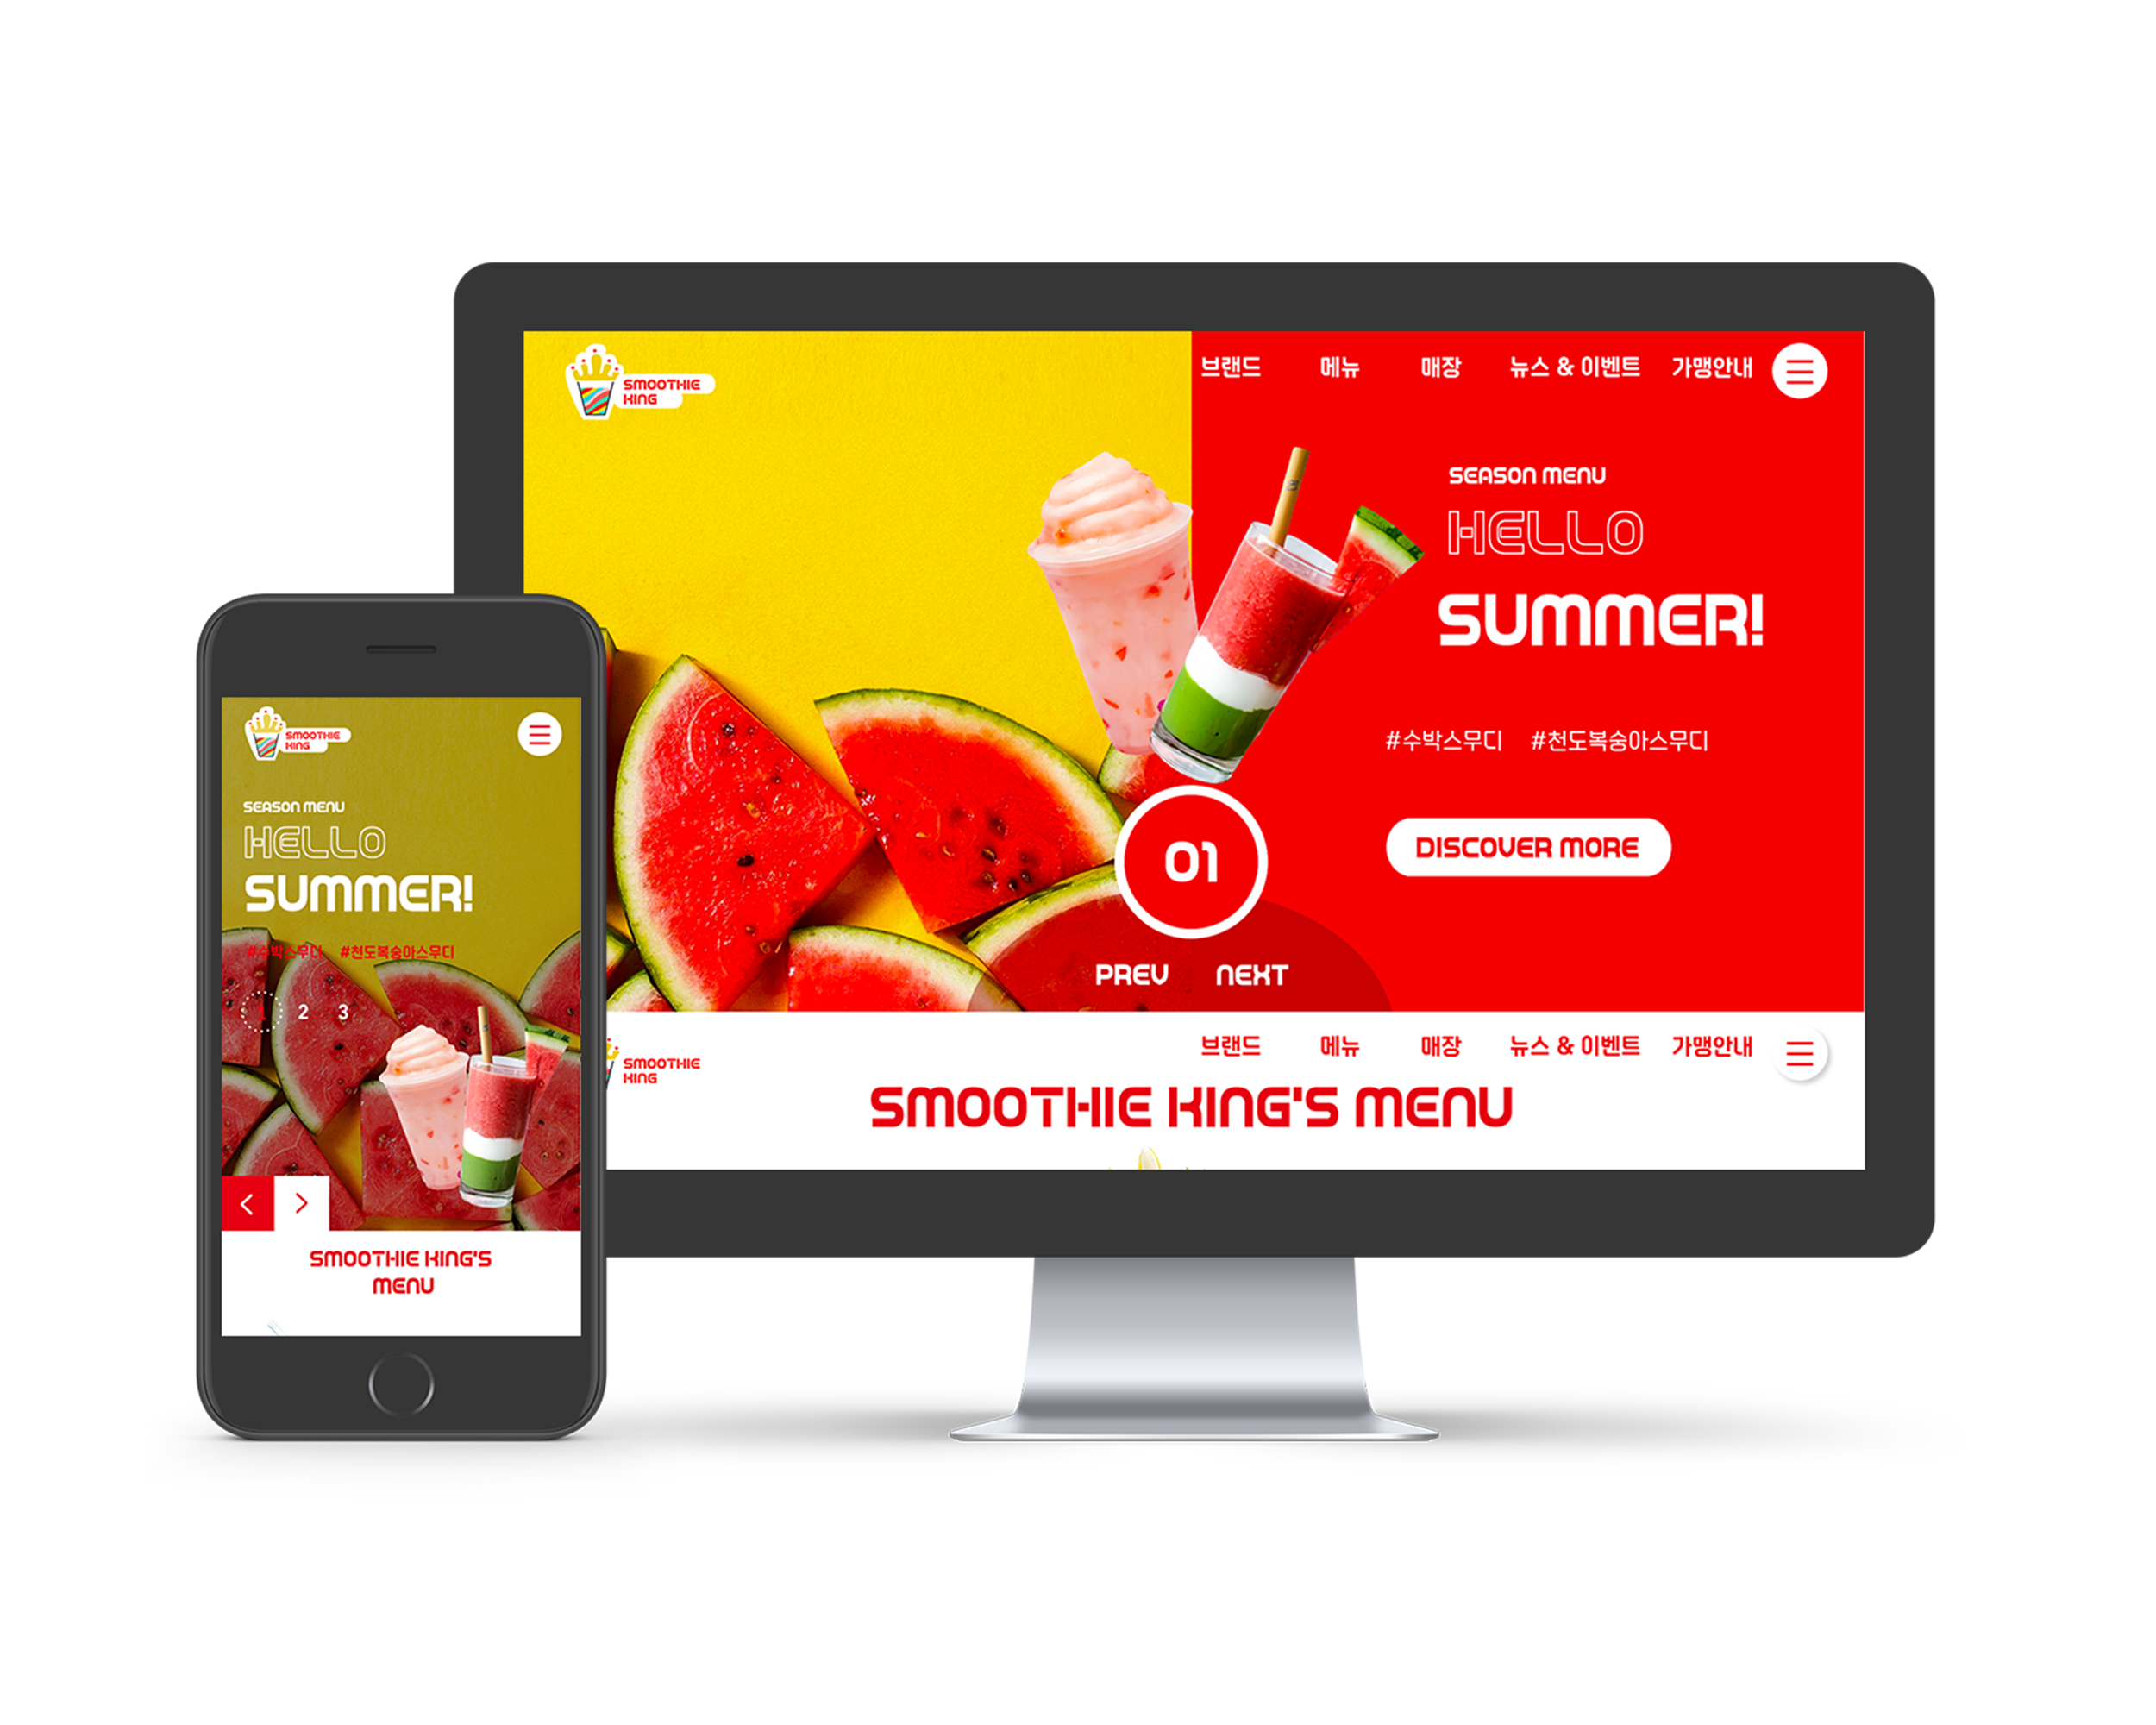 SMOOTHIE
KING
브랜드 메뉴 매장 뉴스 & 이벤트 가맹안내
SEASON MENU
HELLO
SUMMER!
#수박스무디 #천도복숭아스무디
DISCOVER MORE
01
PREV NEXT
SMOOTHIE
KING
브랜드 메뉴 매장 뉴스 & 이벤트 가맹안내
SMOOTHIE KING'S MENU
SMOOTHIE
KING
SEASON MENU
HELLO
SUMMER!
#수박스무디 #천도복숭아스무디
1 2 3
SMOOTHIE KING'S
MENU